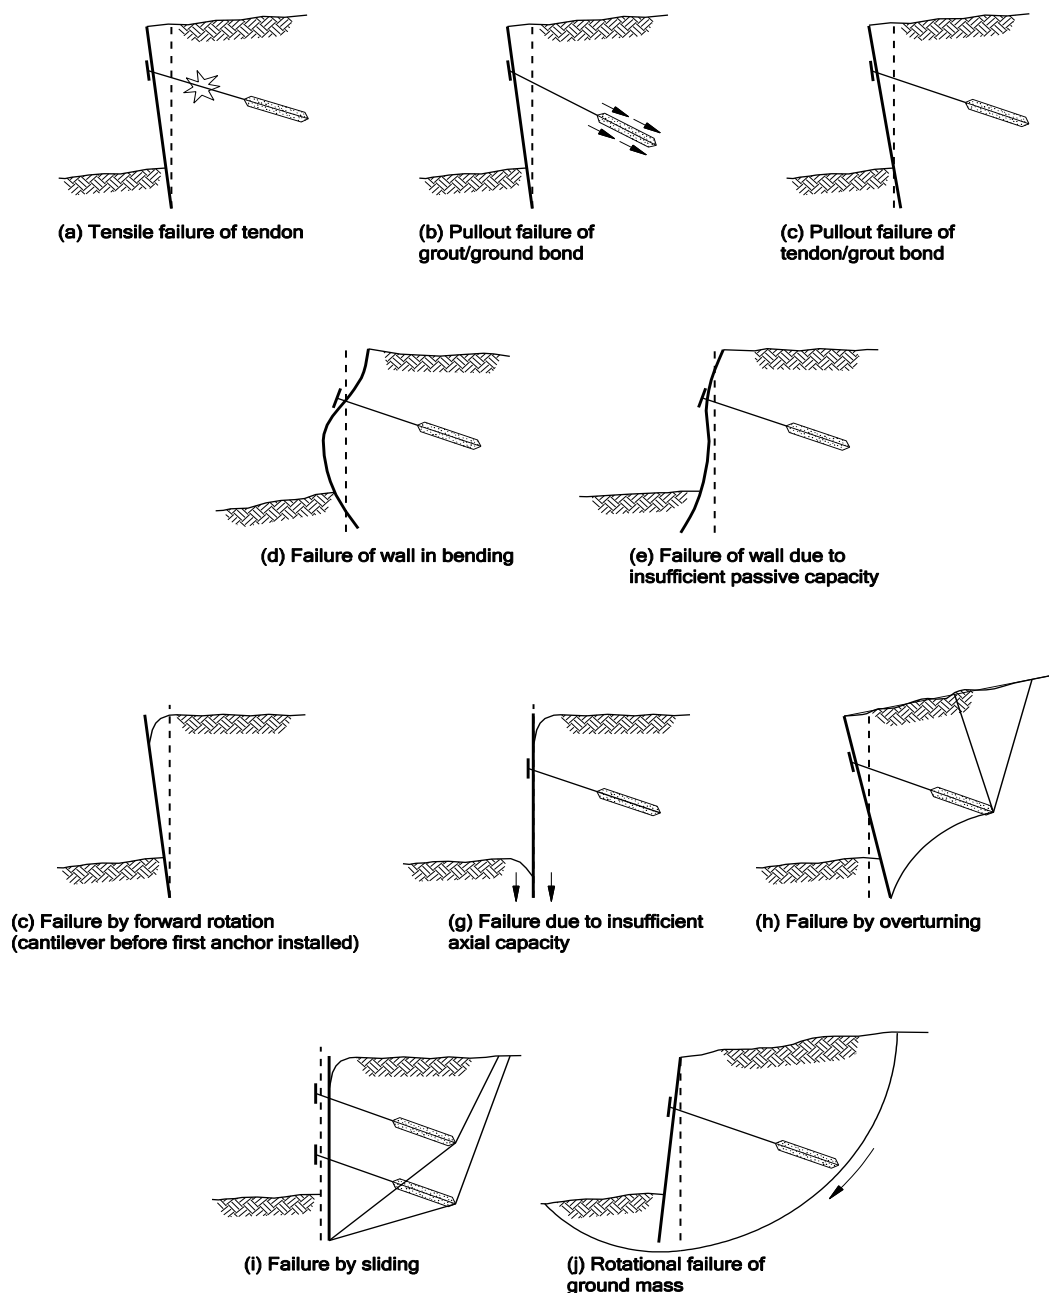 (a) Tensile failure of tendon
(b) Pullout failure of
grout/ground bond
(c) Pullout failure of
tendon/grout bond
(d) Failure of wall in bending
(e) Failure of wall due to
insufficient passive capacity
(c) Failure by forward rotation
(cantilever before first anchor installed)
(g) Failure due to insufficient
axial capacity
(h) Failure by overturning
(i) Failure by sliding
(j) Rotational failure of
ground mass